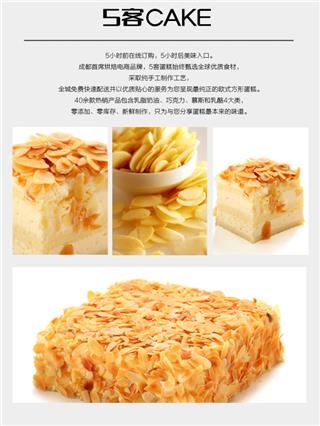 5客CAKE
5小时前在线订购，5小时后美味入口。
成都首席烘焙电商品牌，5客蛋糕始终甄选全球优质食材，
采取纯手工制作工艺，
全城免费快速配送并以优质贴心的服务为您呈现最纯正的欧式方形蛋糕。
40余款热销产品包含乳脂奶油、巧克力、慕斯和乳酪4大类，
零添加、零库存、新鲜制作，只为与您分享蛋糕最本来的味道。